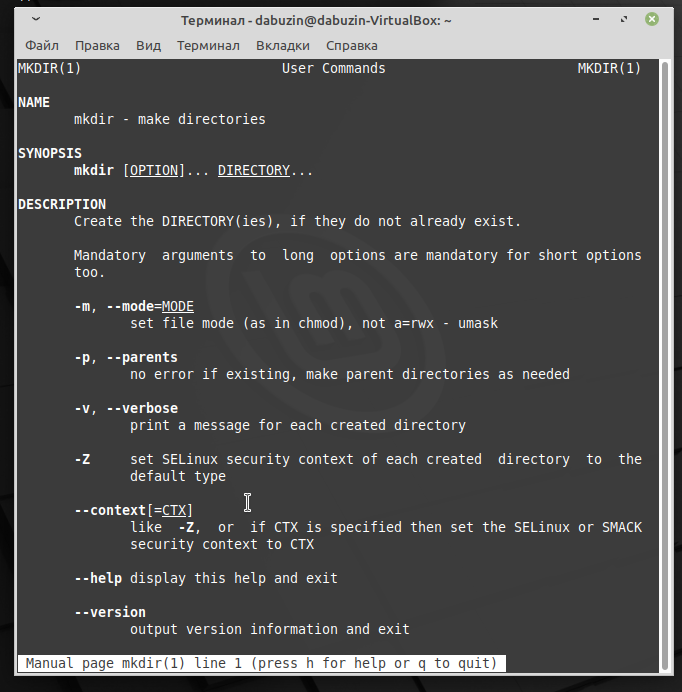 Терминал - dabuzin@dabuzin-VirtualBox: ~
Файл Правка Вид Терминал Вкладки Справка
MKDIR(1) User Commands MKDIR(1)
NAME
mkdir - make directories
SYNOPSIS
mkdir [OPTION]... DIRECTORY...
DESCRIPTION
Create the DIRECTORY(ies), if they do not already exist.
Mandatory arguments to long options are mandatory for short options
too.
-m, --mode=MODE
set file mode (as in chmod), not a=rwx - umask
-p, --parents
no error if existing, make parent directories as needed
-v, --verbose
print a message for each created directory
-Z set SELinux security context of each created directory to the
default type
--context[=CTX]
like -Z, or if CTX is specified then set the SELinux or SMACK
security context to CTX
--help display this help and exit
--version
output version information and exit
Manual page mkdir(1) line 1 (press h for help or q to quit)